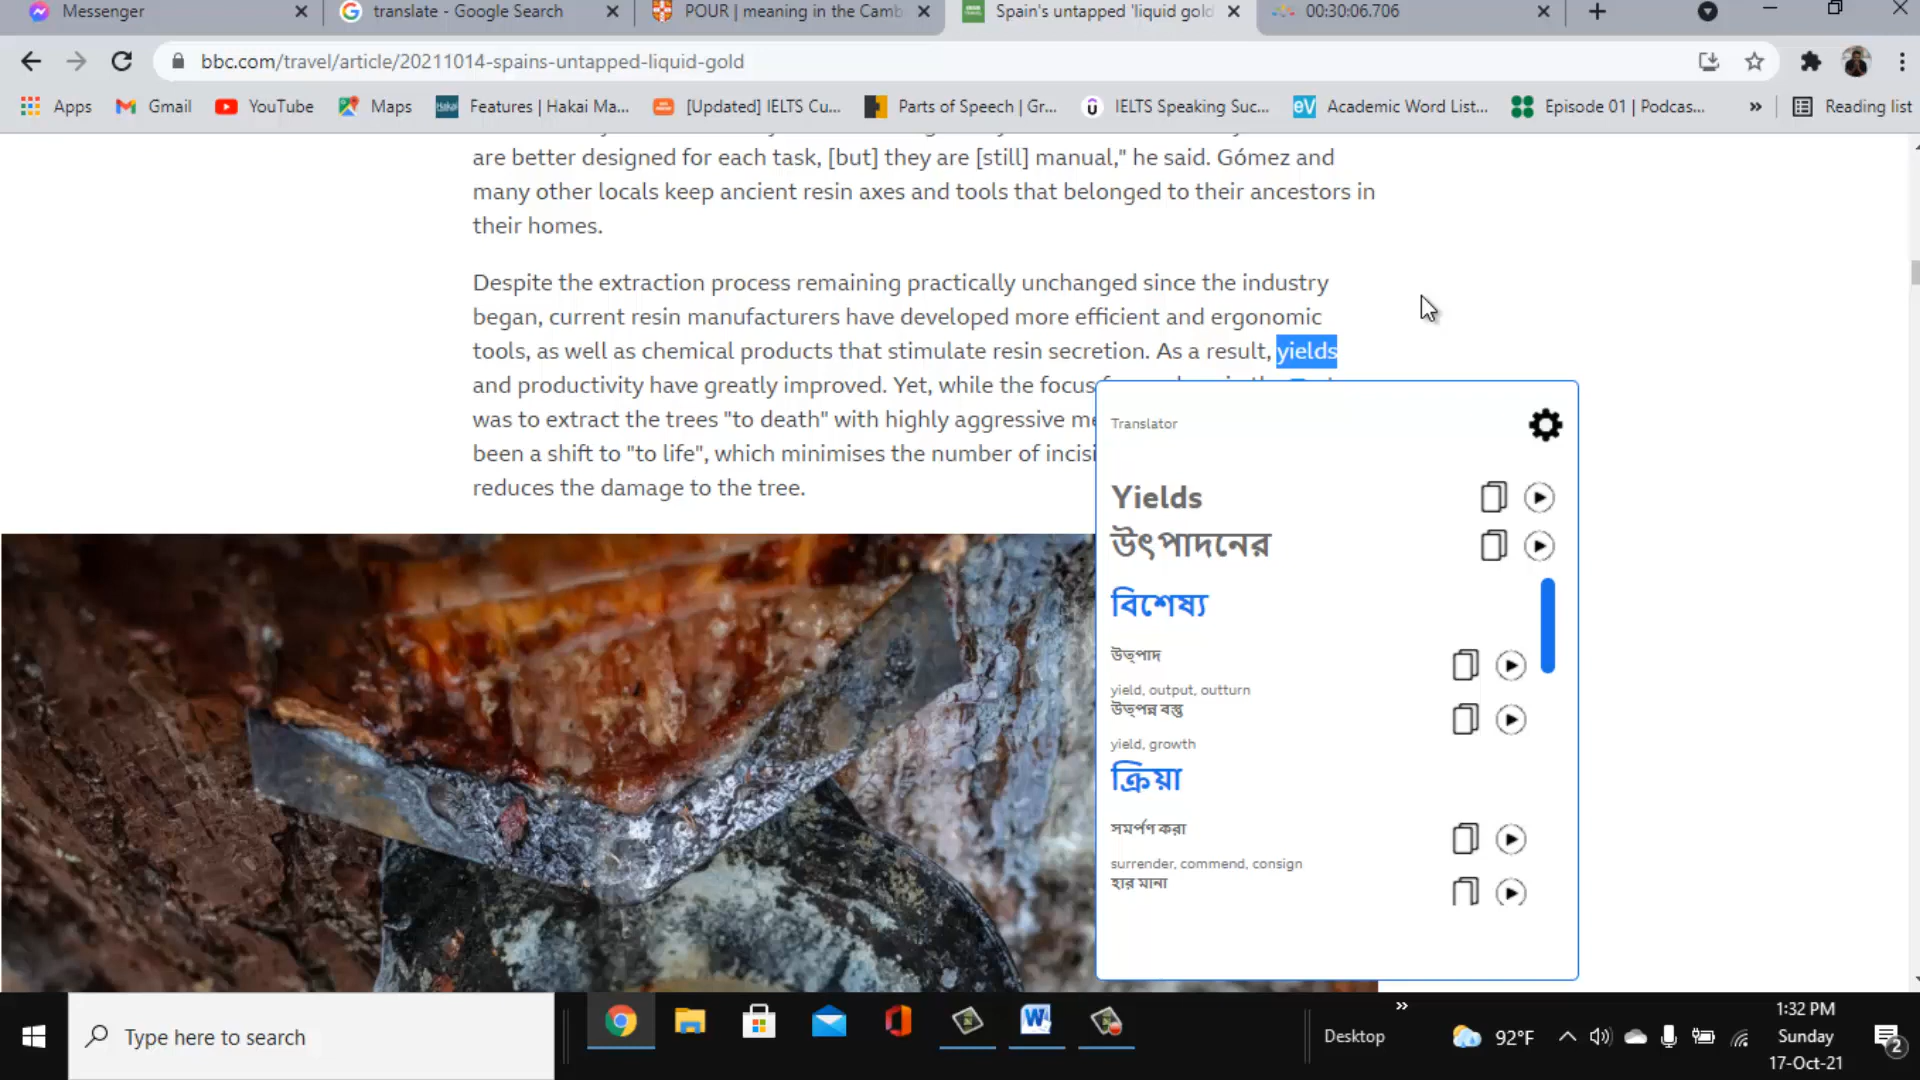 Messenger
translate - Google Search
POUR | meaning in the Camb
Spain's untapped 'liquid gold
00:30:06.706
bbc.com/travel/article/20211014-spains-untapped-liquid-gold
Apps
Gmail
YouTube
Maps
Features | Hakai Ma...
[Updated] IELTS Cu...
Parts of Speech | Gr...
IELTS Speaking Suc...
Academic Word List...
Episode 01 | Podcas...
Reading list
are better designed for each task, [but] they are [still] manual," he said. Gómez and
many other locals keep ancient resin axes and tools that belonged to their ancestors in
their homes.
Despite the extraction process remaining practically unchanged since the industry
began, current resin manufacturers have developed more efficient and ergonomic
tools, as well as chemical products that stimulate resin secretion. As a result, yields
and productivity have greatly improved. Yet, while the focus
was to extract the trees "to death" with highly aggressive me
been a shift to "to life", which minimises the number of incisi
reduces the damage to the tree.
Translator
Yields
উৎপাদনের
বিশেষ্য
উত্পাদ
yield, output, outturn
উত্পন্ন বস্তু
yield, growth
ক্রিয়া
সমর্পণ করা
surrender, commend, consign
হার মানা
Type here to search
Desktop
92°F
1:32 PM
Sunday
17-Oct-21
2